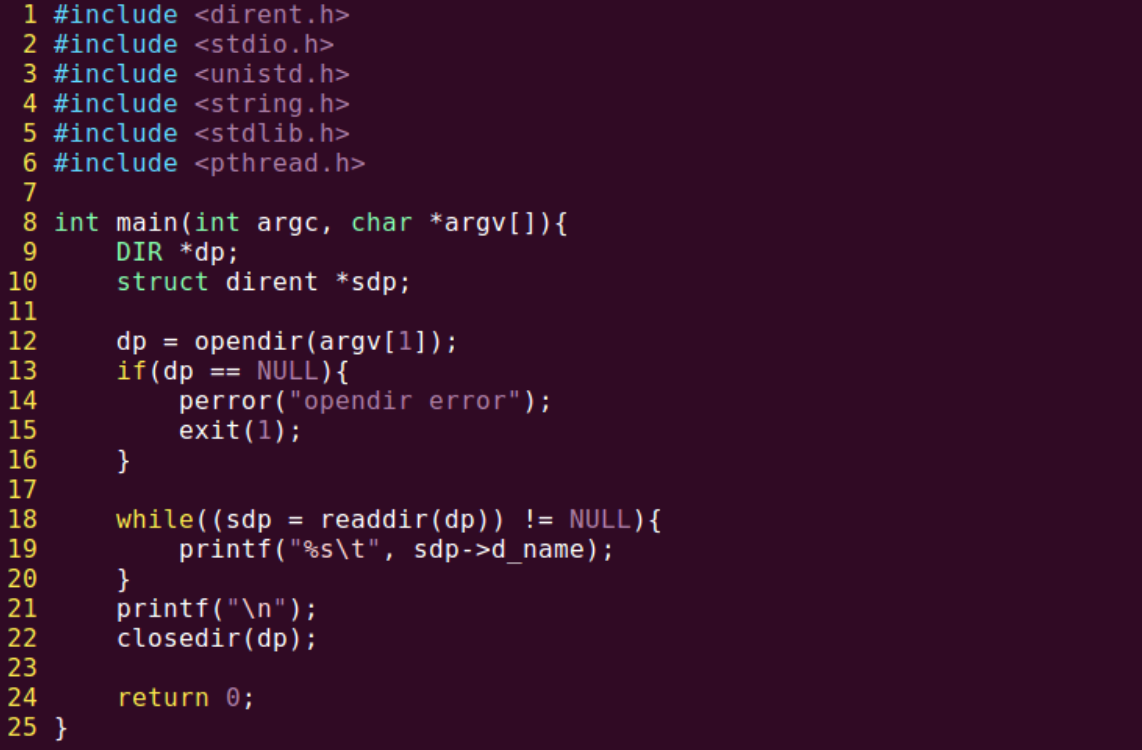 1 #include <dirent.h>
2 #include <stdio.h>
3 #include <unistd.h>
4 #include <string.h>
5 #include <stdlib.h>
6 #include <pthread.h>
7
8 int main(int argc, char *argv[]){
9     DIR *dp;
10     struct dirent *sdp;
11
12     dp = opendir(argv[1]);
13     if(dp == NULL){
14         perror("opendir error");
15         exit(1);
16     }
17
18     while((sdp = readdir(dp)) != NULL){
19         printf("%s\t", sdp->d_name);
20     }
21     printf("\n");
22     closedir(dp);
23
24     return 0;
25 }